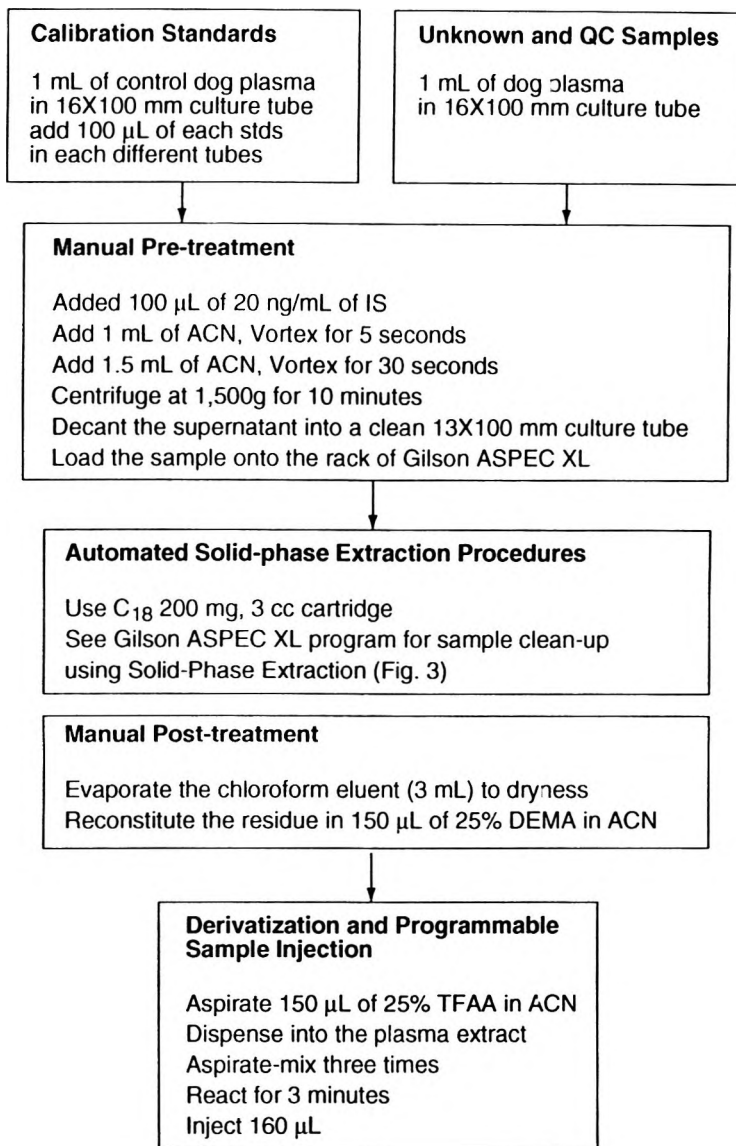 Calibration Standards
1 mL of control dog plasma
in 16X100 mm culture tube
add 100 µL of each stds
in each different tubes
Unknown and QC Samples
1 mL of dog plasma
in 16X100 mm culture tube
Manual Pre-treatment
Added 100 µL of 20 ng/mL of IS
Add 1 mL of ACN, Vortex for 5 seconds
Add 1.5 mL of ACN, Vortex for 30 seconds
Centrifuge at 1,500g for 10 minutes
Decant the supernatant into a clean 13X100 mm culture tube
Load the sample onto the rack of Gilson ASPEC XL
Automated Solid-phase Extraction Procedures
Use C18 200 mg, 3 cc cartridge
See Gilson ASPEC XL program for sample clean-up
using Solid-Phase Extraction (Fig. 3)
Manual Post-treatment
Evaporate the chloroform eluent (3 mL) to dryness
Reconstitute the residue in 150 µL of 25% DEMA in ACN
Derivatization and Programmable
Sample Injection
Aspirate 150 µL of 25% TFAA in ACN
Dispense into the plasma extract
Aspirate-mix three times
React for 3 minutes
Inject 160 µL